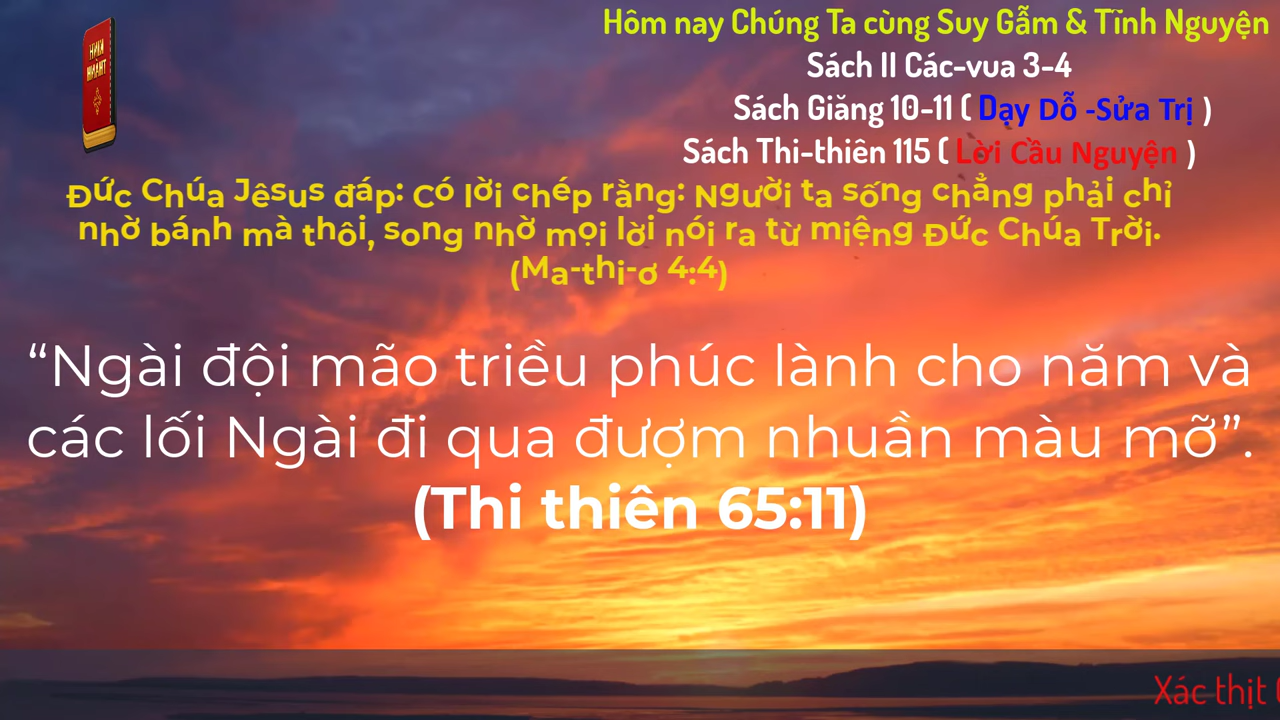 Hôm nay Chúng Ta cùng Suy Gẫm & Tĩnh Nguyện
Sách II Các-vua 3-4
Sách Giăng 10-11 ( Dạy Dỗ -Sửa Trị )
Sách Thi-thiên 115 ( Lời Cầu Nguyện )
Đức Chúa Jêsus đáp: Có lời chép rằng: Người ta sống chẳng phải chỉ
nhờ bánh mà thôi, song nhờ mọi lời nói ra từ miệng Đức Chúa Trời.
(Ma-thi-ơ 4:4)
“Ngài đội mão triều phúc lành cho năm và
các lối Ngài đi qua đượm nhuần màu mỡ”.
(Thi thiên 65:11)
Xác thịt